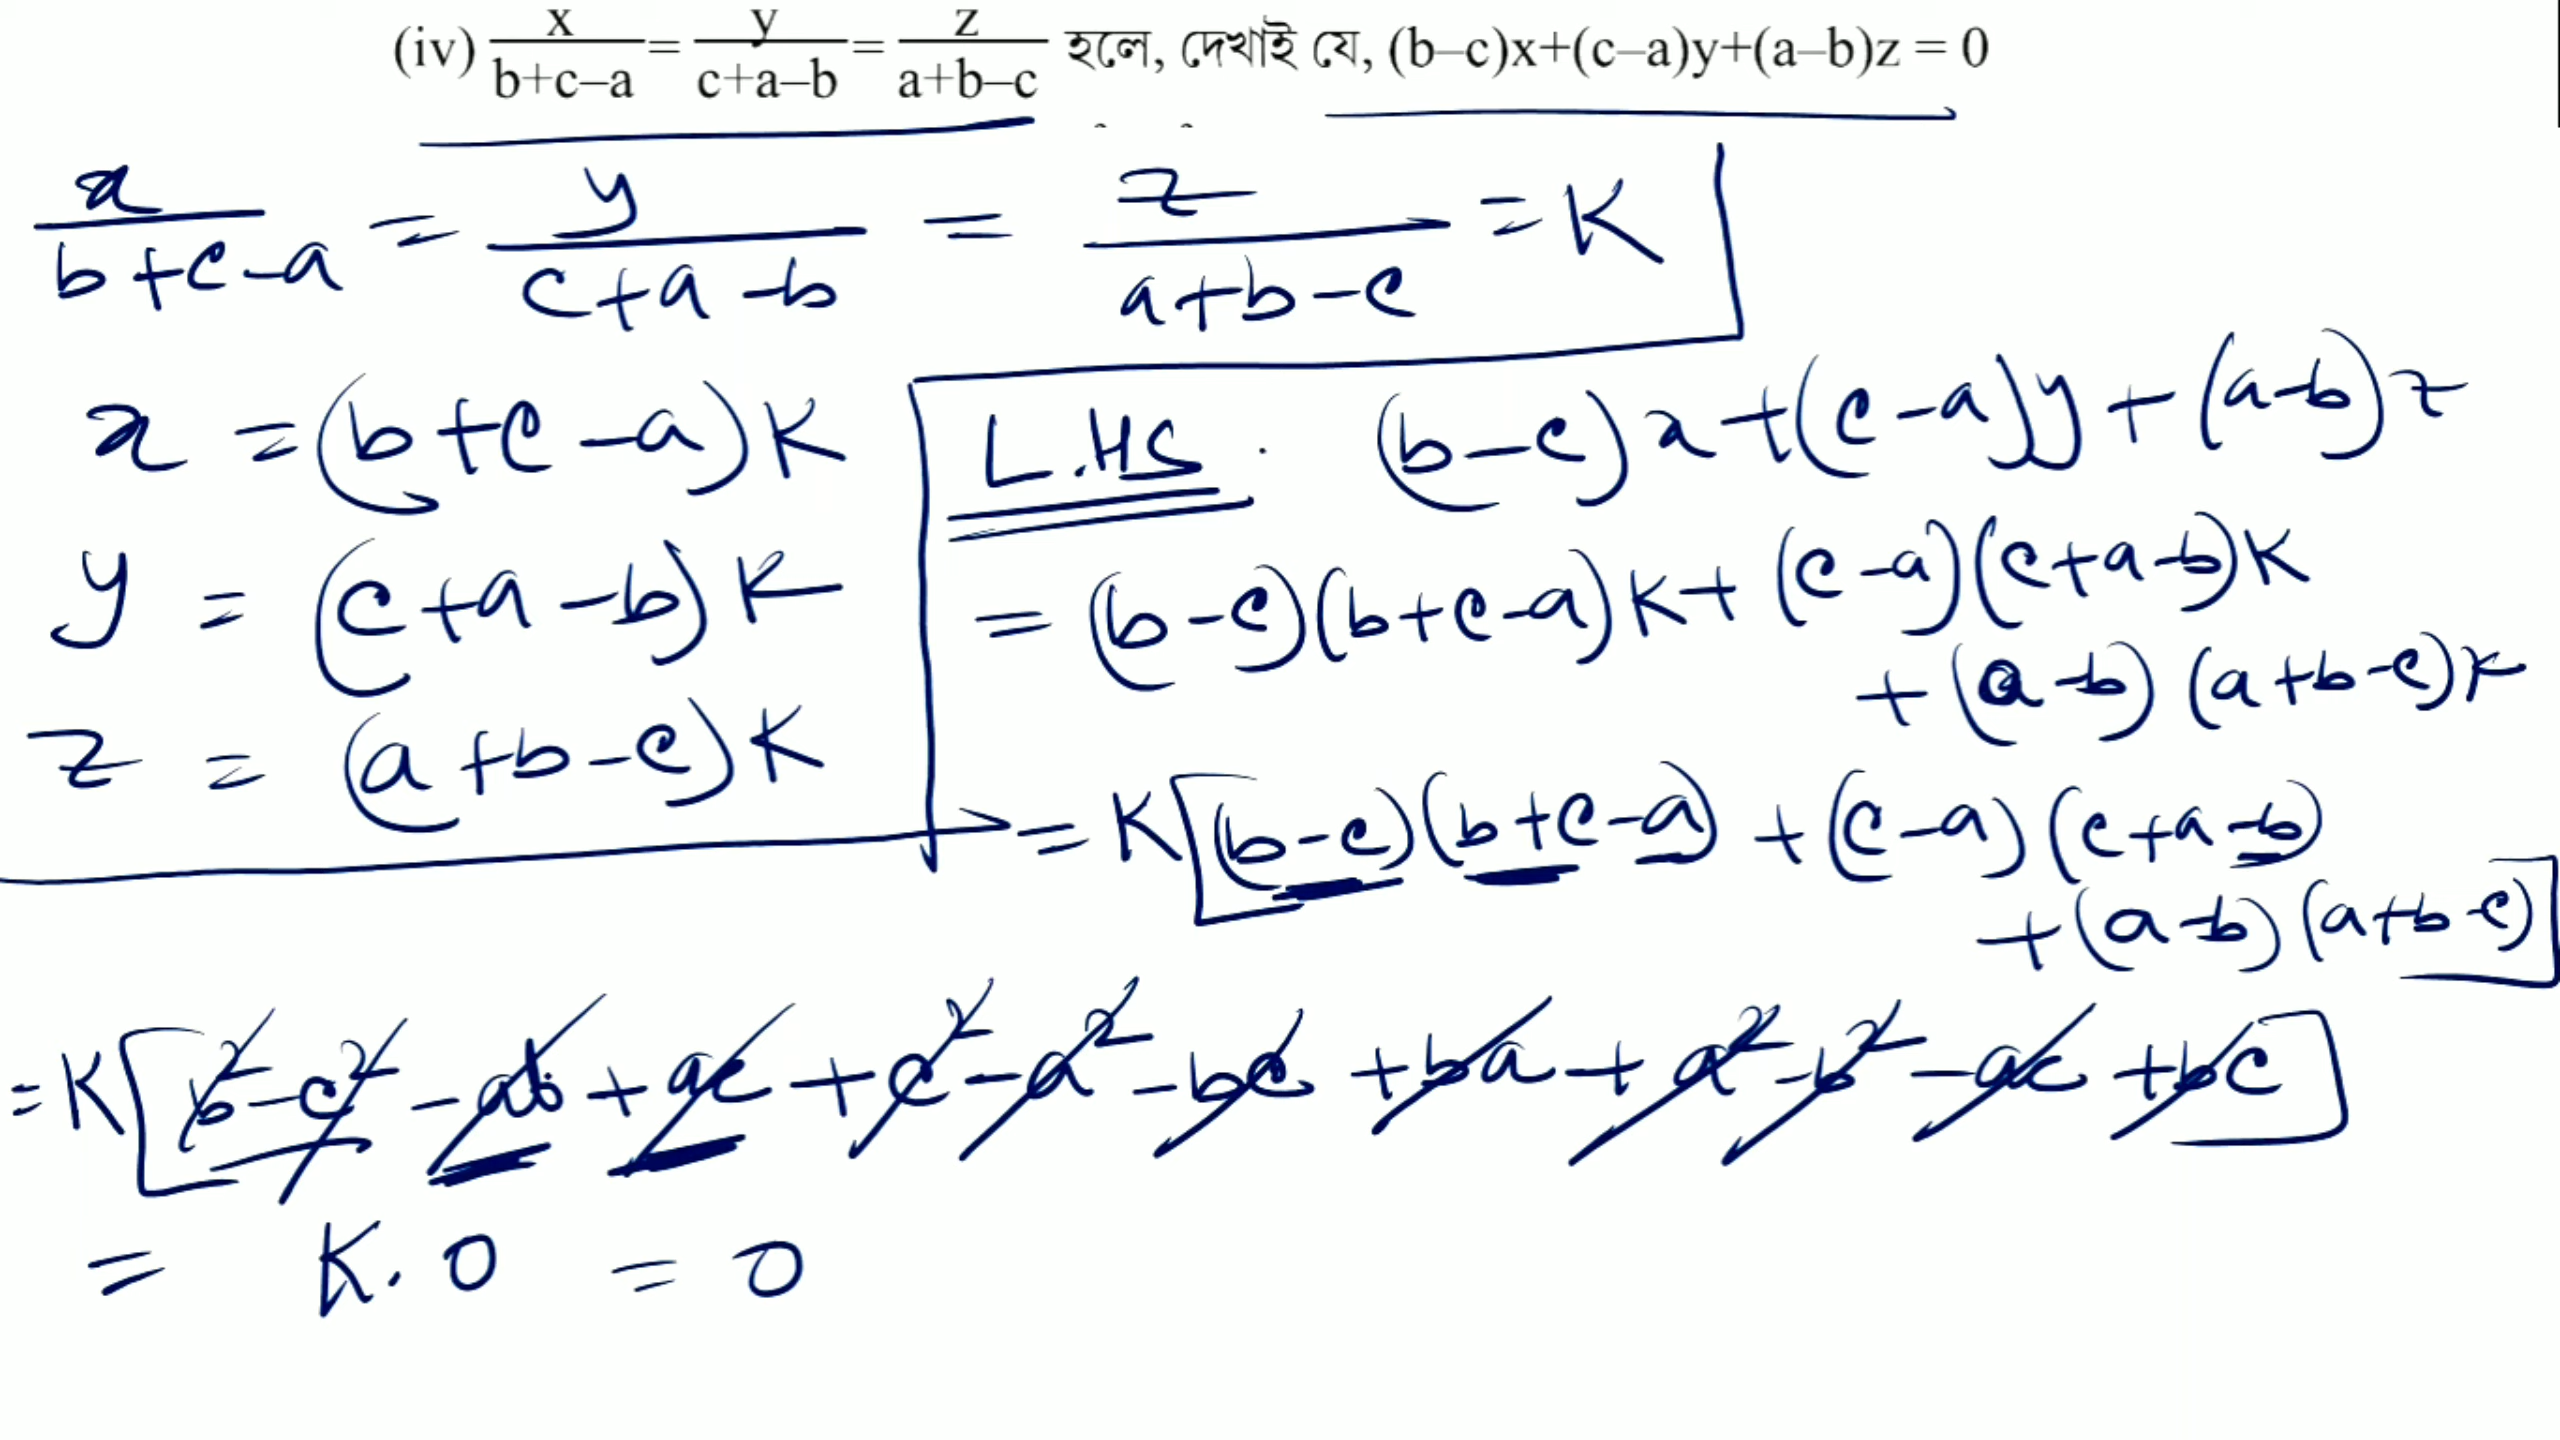 (iv) x/(b+c–a) = y/(c+a–b) = z/(a+b–c) হলে, দেখাই যে, (b–c)x+(c–a)y+(a–b)z = 0
x/(b+c-a) = y/(c+a-b) = z/(a+b-c) = K
x = (b+c-a)K
y = (c+a-b)K
z = (a+b-c)K
L.HS. (b-c)x+(c-a)y+(a-b)z
= (b-c)(b+c-a)K+(c-a)(c+a-b)K
+(a-b)(a+b-c)K
= K[(b-c)(b+c-a)+(c-a)(c+a-b)
+(a-b)(a+b-c)]
= K[b²-c²-ab+ac+c²-a²-bc+ba+a²-b²-ac+bc]
= K.0 = 0